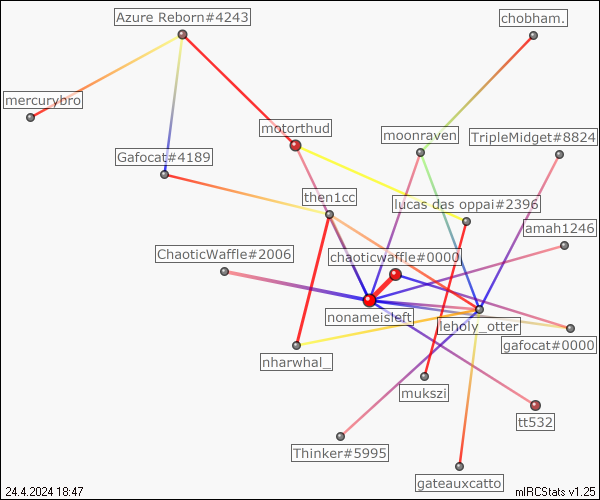 Azure Reborn#4243
chobham.
mercurybro
motorthud
moonraven
TripleMidget#8824
Gafocat#4189
then1cc
lucas das oppai#2396
amah1246
ChaoticWaffle#2006
chaoticwaffle#0000
nonameisleft
leholy_otter
gafocat#0000
nharwhal_
mukszi
tt532
Thinker#5995
gateauxcatto
24.4.2024 18:47
mIRCStats v1.25